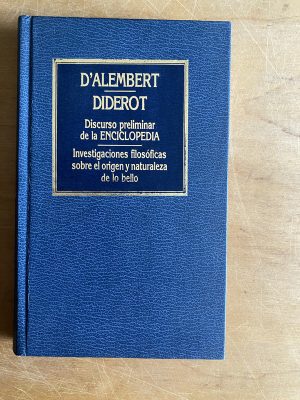 D'ALEMBERT
DIDEROT
Discurso preliminar
de la ENCICLOPEDIA
Investigaciones filosóficas
sobre el origen y naturaleza
de lo bello